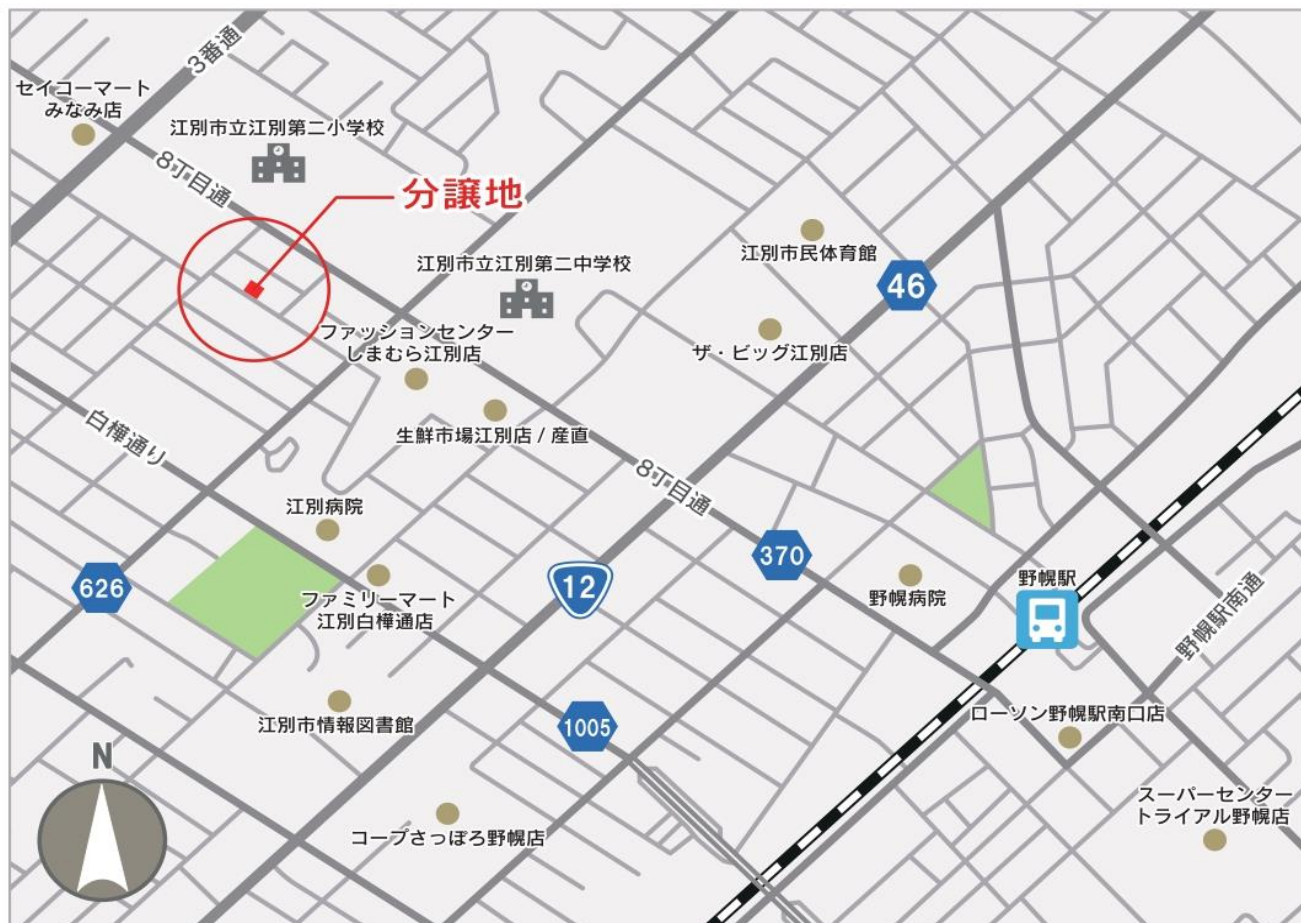 3番通
セイコーマート
みなみ店
江別市立江別第二小学校
8丁目通
分譲地
江別市民体育館
江別市立江別第二中学校
46
ファッションセンター
しまむら江別店
ザ・ビッグ江別店
白樺通り
生鮮市場江別店 / 産直
8丁目通
江別病院
370
626
ファミリーマート
江別白樺通店
12
野幌病院
野幌駅
野幌駅南通
江別市情報図書館
1005
ローソン野幌駅南口店
N
コープさっぽろ野幌店
スーパーセンター
トライアル野幌店